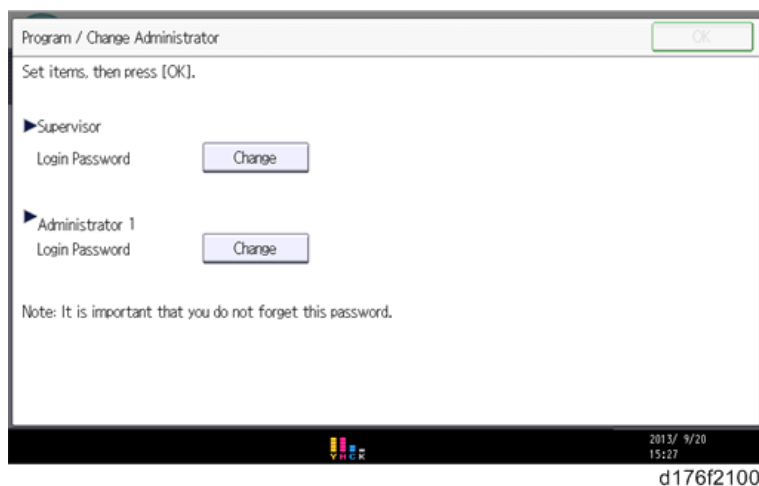 Program / Change Administrator
OK
Set items, then press [OK].
►Supervisor
Login Password
Change
►Administrator 1
Login Password
Change
Note: It is important that you do not forget this password.
2013/ 9/20
YMCK
15:27
d176f2100